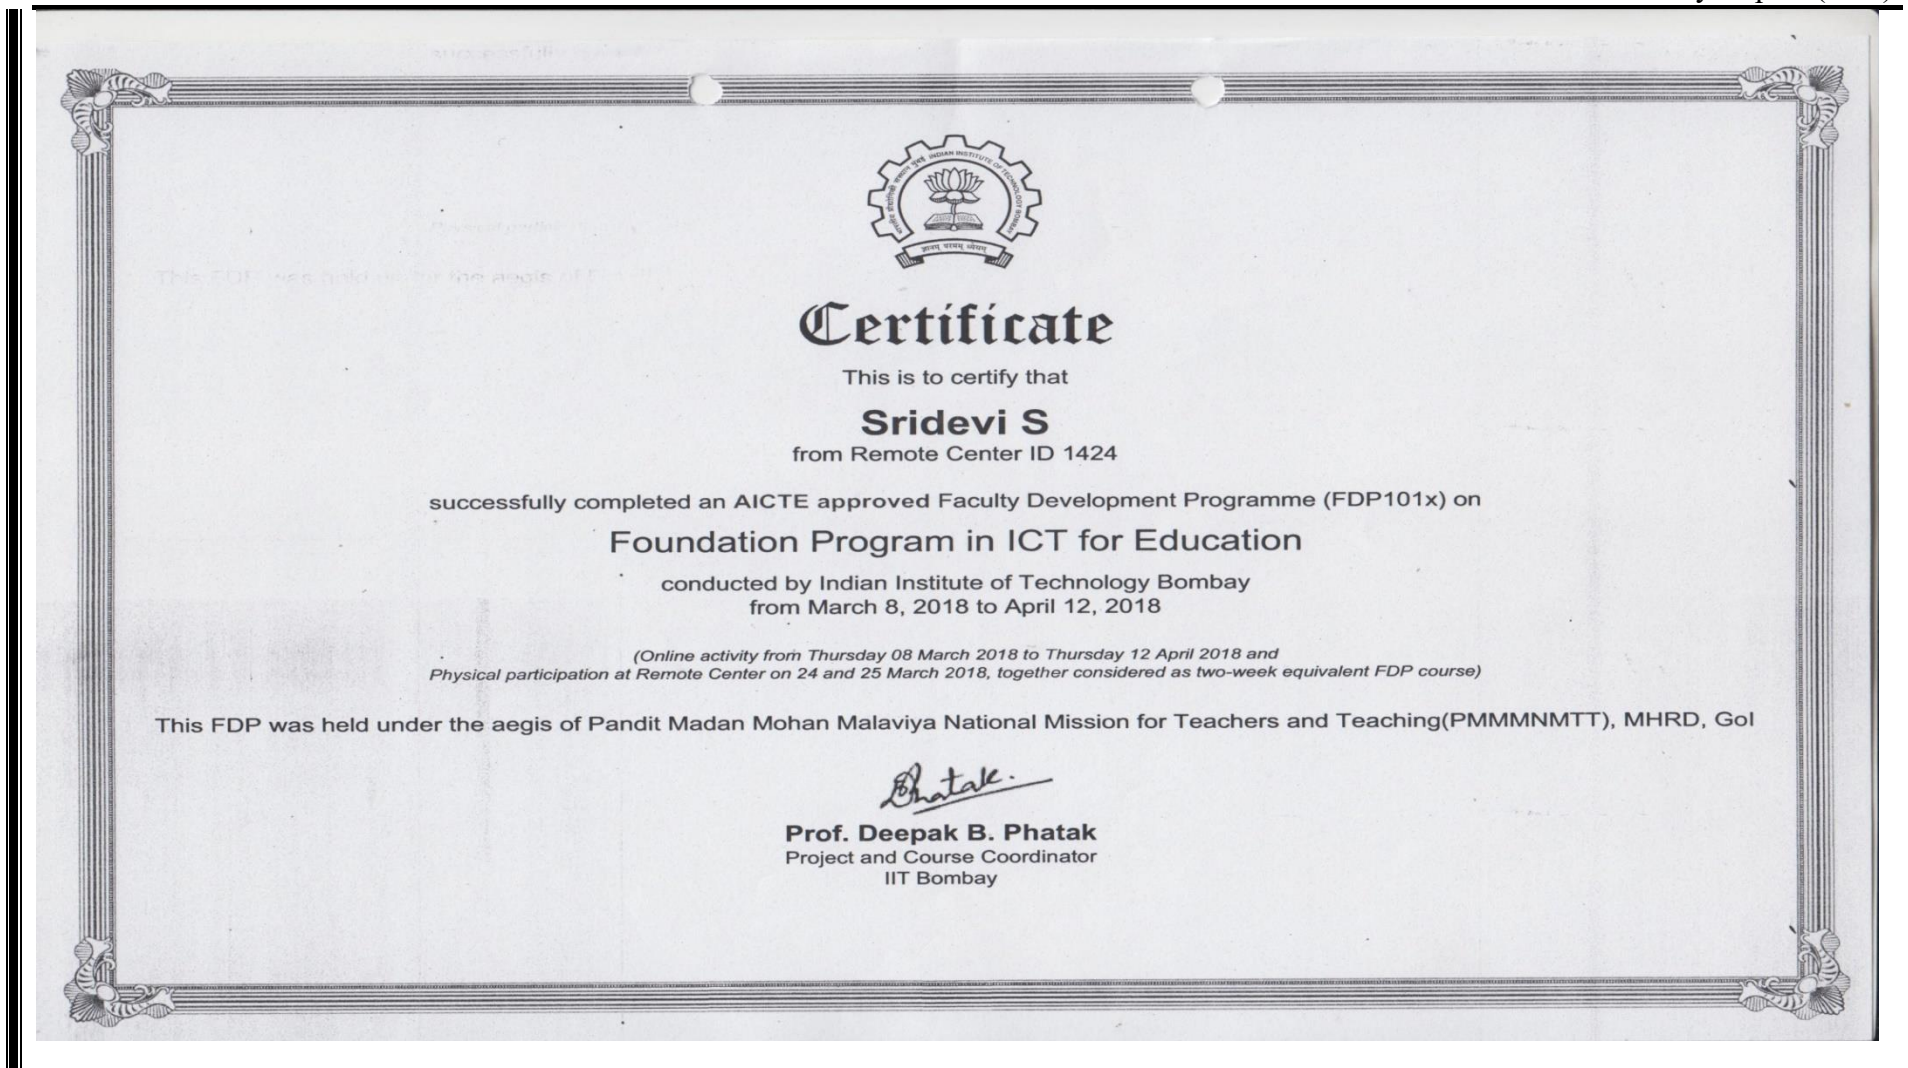 Certificate
This is to certify that
Sridevi S
from Remote Center ID 1424
successfully completed an AICTE approved Faculty Development Programme (FDP101x) on
Foundation Program in ICT for Education
conducted by Indian Institute of Technology Bombay
from March 8, 2018 to April 12, 2018
(Online activity from Thursday 08 March 2018 to Thursday 12 April 2018 and
Physical participation at Remote Center on 24 and 25 March 2018, together considered as two-week equivalent FDP course)
This FDP was held under the aegis of Pandit Madan Mohan Malaviya National Mission for Teachers and Teaching(PMMMNMTT), MHRD, GoI
Phatak.
Prof. Deepak B. Phatak
Project and Course Coordinator
IIT Bombay